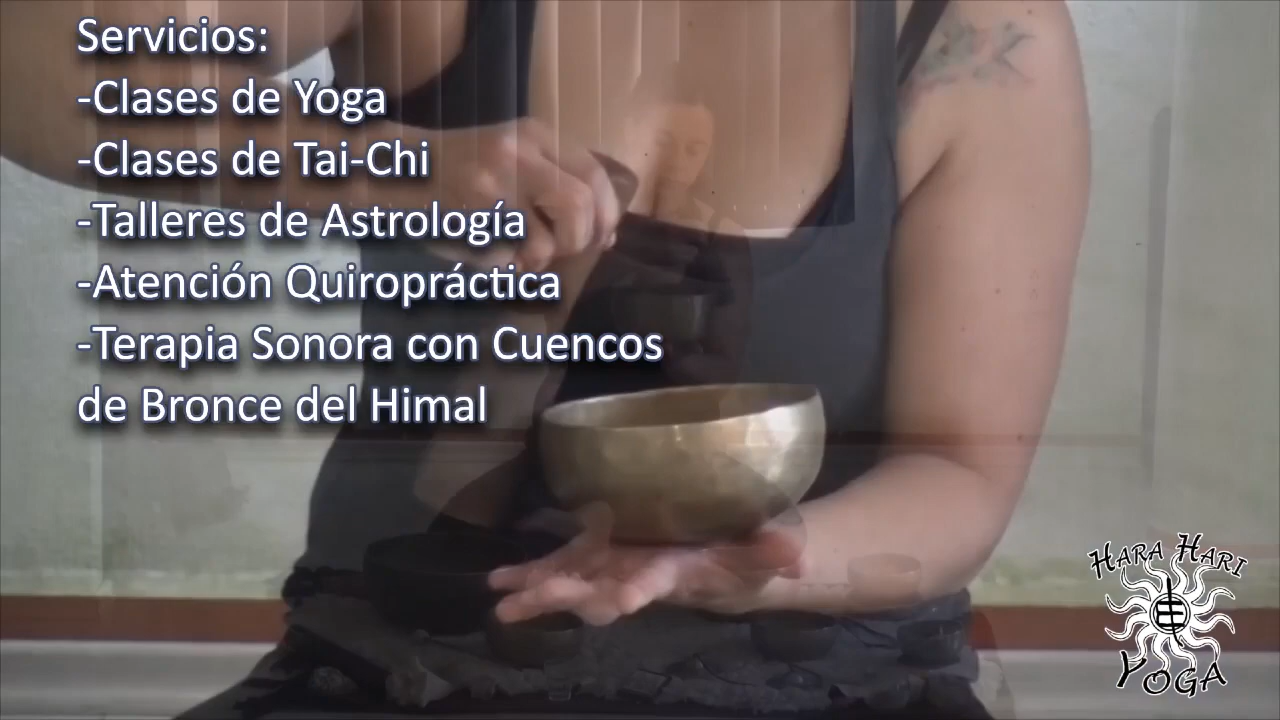 Servicios:
-Clases de Yoga
-Clases de Tai-Chi
-Talleres de Astrología
-Atención Quiropráctica
-Terapia Sonora con Cuencos
de Bronce del Himal
HARA HARI
YOGA